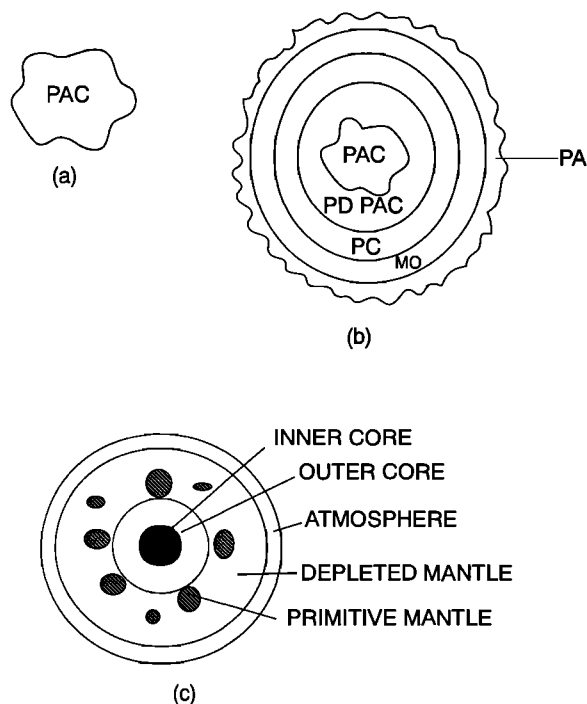 PAC
(a)
PAC
PA
PD PAC
PC
MO
(b)
INNER CORE
OUTER CORE
ATMOSPHERE
DEPLETED MANTLE
PRIMITIVE MANTLE
(c)